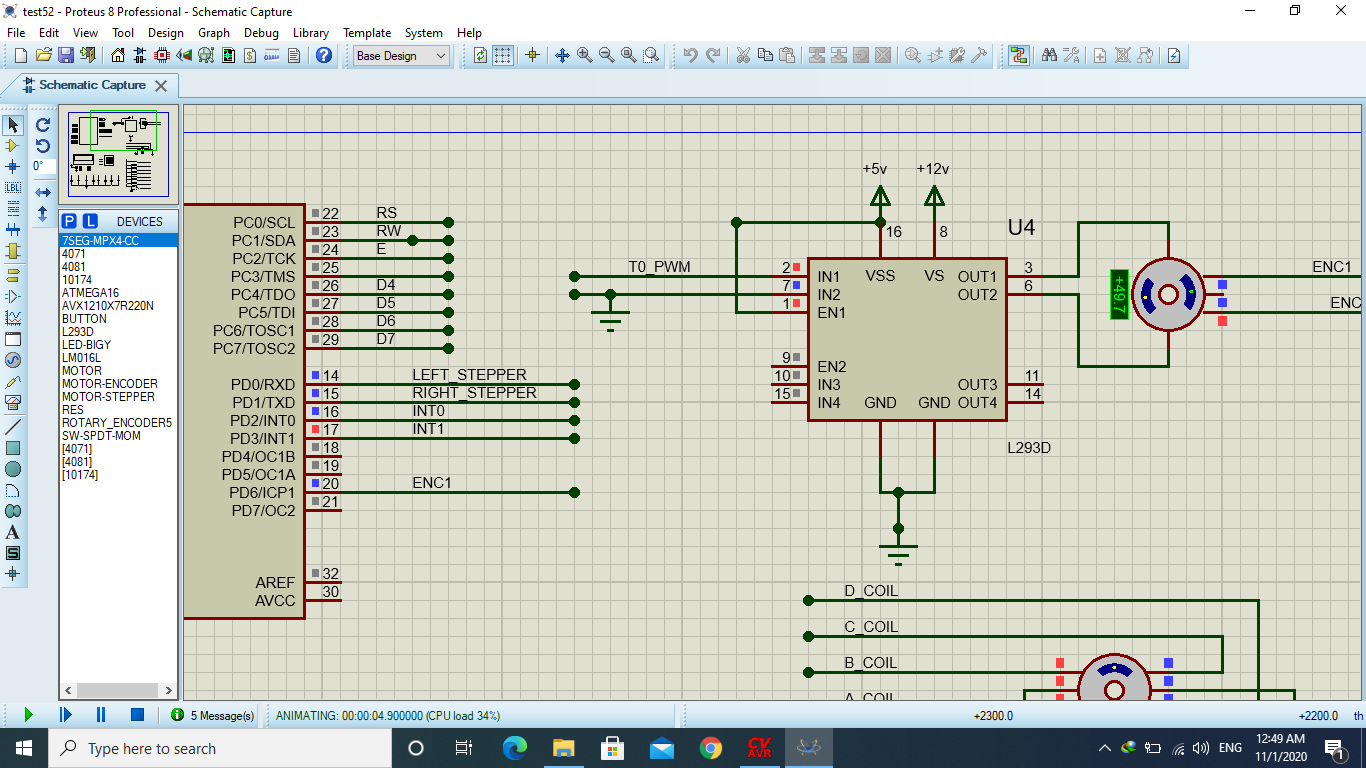 test52 - Proteus 8 Professional - Schematic Capture
File Edit View Tool Design Graph Debug Library Template System Help
Base Design
Schematic Capture
0°
LBL
P L DEVICES
7SEG-MPX4-CC
4071
4081
10174
ATMEGA16
AVX1210X7R220N
BUTTON
L293D
LED-BIGY
LM016L
MOTOR
MOTOR-ENCODER
MOTOR-STEPPER
RES
ROTARY_ENCODER5
SW-SPDT-MOM
[4071]
[4081]
[10174]
PC0/SCL 22 RS
PC1/SDA 23 RW
PC2/TCK 24 E
PC3/TMS 25
PC4/TDO 26 D4
PC5/TDI 27 D5
PC6/TOSC1 28 D6
PC7/TOSC2 29 D7
PD0/RXD 14 LEFT_STEPPER
PD1/TXD 15 RIGHT_STEPPER
PD2/INT0 16 INT0
PD3/INT1 17 INT1
PD4/OC1B 18
PD5/OC1A 19
PD6/ICP1 20 ENC1
PD7/OC2 21
AREF 32
AVCC 30
+5v +12v
16 8
U4
T0_PWM
2 IN1 VSS VS OUT1 3
7 IN2 OUT2 6
1 EN1
9 EN2
10 IN3 OUT3 11
15 IN4 GND GND OUT4 14
L293D
+49.7
ENC1
ENC
D_COIL
C_COIL
B_COIL
A_COIL
5 Message(s)
ANIMATING: 00:00:04.900000 (CPU load 34%)
+2300.0
+2200.0
th
Type here to search
CV
AVR
ENG
12:49 AM
11/1/2020
1